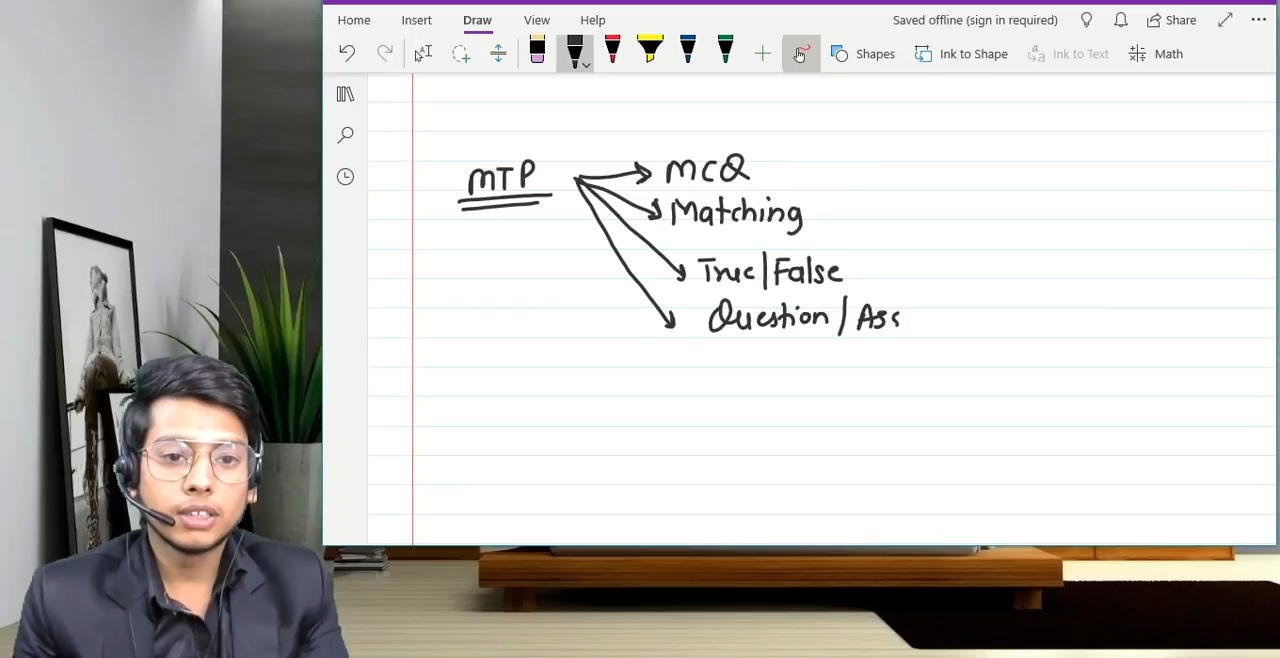 Home Insert Draw View Help Saved offline (sign in required) Share
Ink to Shape Shapes Ink to Text Math
MTP
MCQ
Matching
True|False
Question/Ass